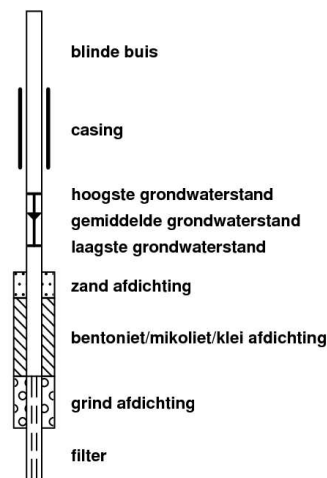 blinde buis
casing
hoogste grondwaterstand
gemiddelde grondwaterstand
laagste grondwaterstand
zand afdichting
bentoniet/mikoliet/klei afdichting
grind afdichting
filter